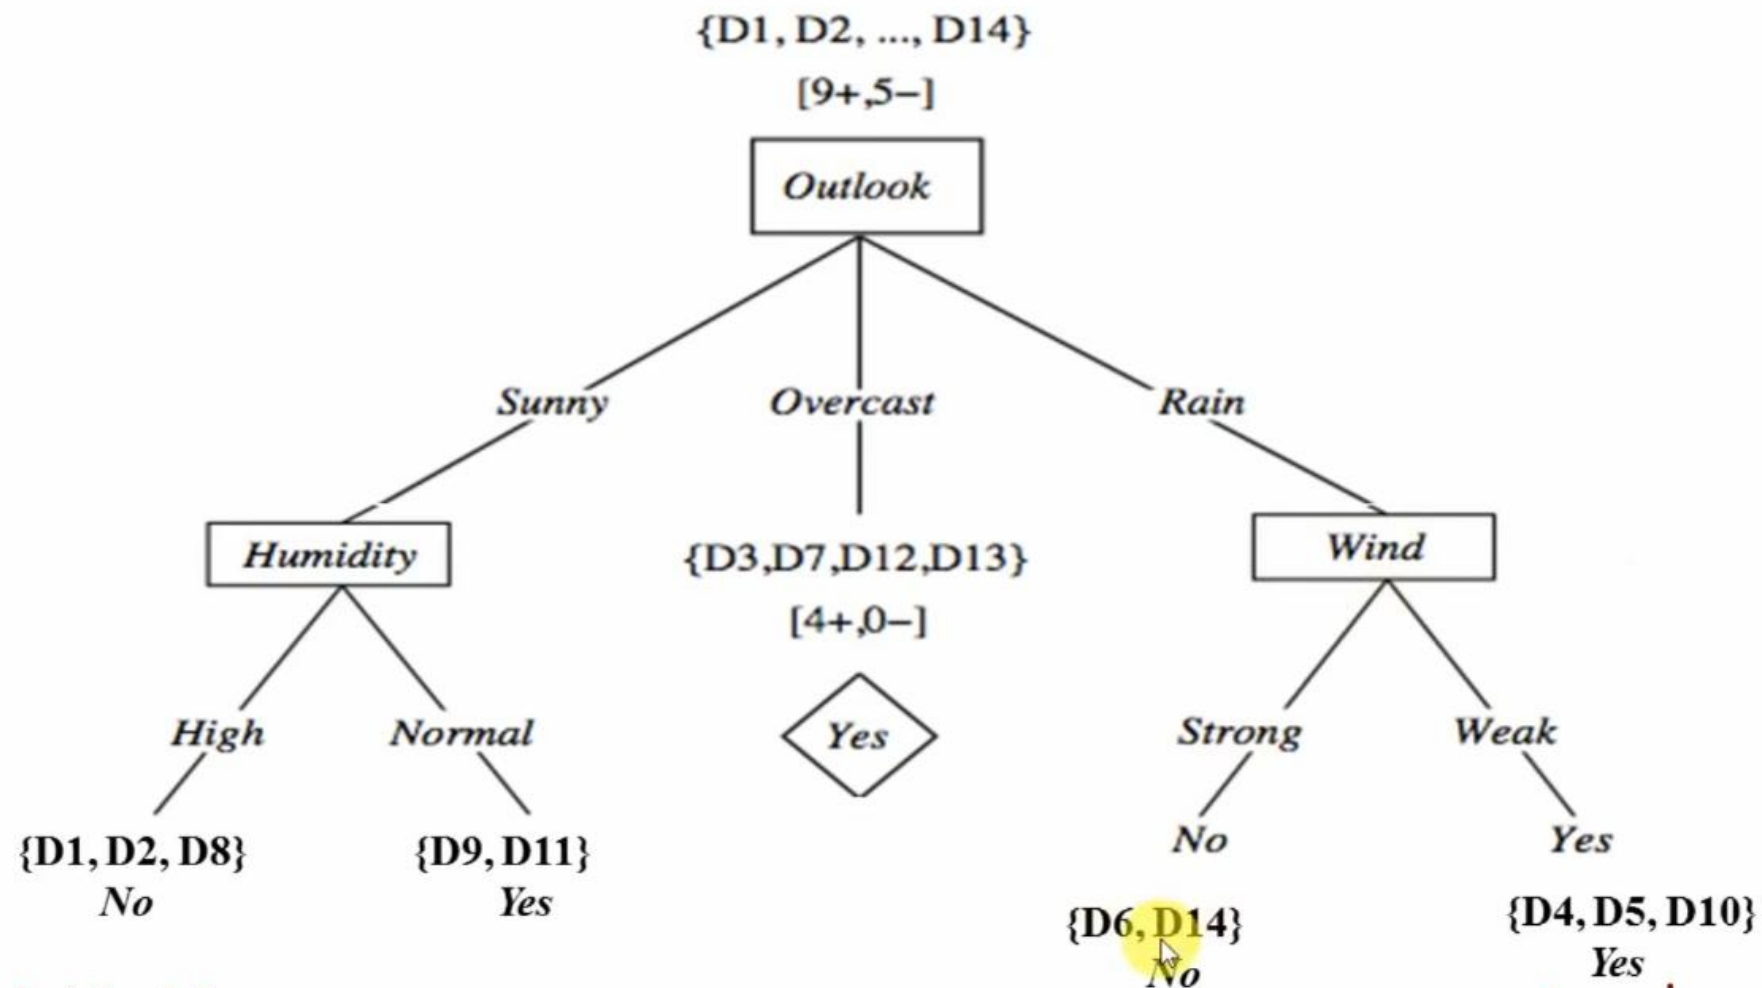 {D1, D2, ..., D14}
[9+,5−]
Outlook
Sunny
Overcast
Rain
Humidity
{D3,D7,D12,D13}
[4+,0−]
Wind
High
Normal
Yes
Strong
Weak
No
Yes
{D1, D2, D8}
No
{D9, D11}
Yes
{D6, D14}
No
{D4, D5, D10}
Yes